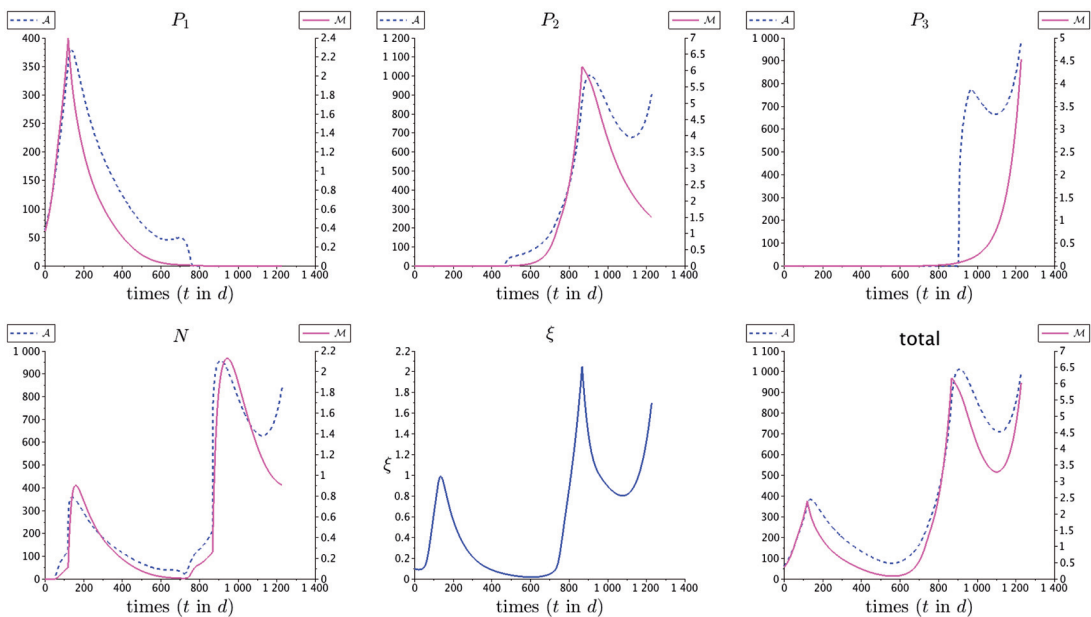 𝒜 P₁ ℳ
400 2.4
350 2.2
300 2
250 1.8
200 1.6
150 1.4
100 1.2
50 1
0 0.8
0.6
0.4
0.2
0
0 200 400 600 800 1 000 1 200 1 400
times (t in d)
𝒜 P₂ ℳ
1 200 7
1 100 6
1 000 5
900 4
800 3
700 2
600 1.5
500 1
400 0.5
300 0
200
100
0
0 200 400 600 800 1 000 1 200 1 400
times (t in d)
𝒜 P₃ ℳ
1 000 5
900 4.5
800 4
700 3.5
600 3
500 2.5
400 2
300 1.5
200 1
100 0.5
0 0
0 200 400 600 800 1 000 1 200 1 400
times (t in d)
𝒜 N ℳ
1 000 2.2
900 2
800 1.8
700 1.6
600 1.4
500 1.2
400 1
300 0.8
200 0.6
100 0.4
0 0.2
0
0 200 400 600 800 1 000 1 200 1 400
times (t in d)
ξ
2.2
2
1.8
1.6
1.4
1.2
ξ 1
0.8
0.6
0.4
0.2
0
0 200 400 600 800 1 000 1 200 1 400
times (t in d)
𝒜 total ℳ
1 100 7
1 000 6.5
900 6
800 5.5
700 5
600 4.5
500 4
400 3.5
300 3
200 2.5
100 2
0 1.5
1
0.5
0
0 200 400 600 800 1 000 1 200 1 400
times (t in d)